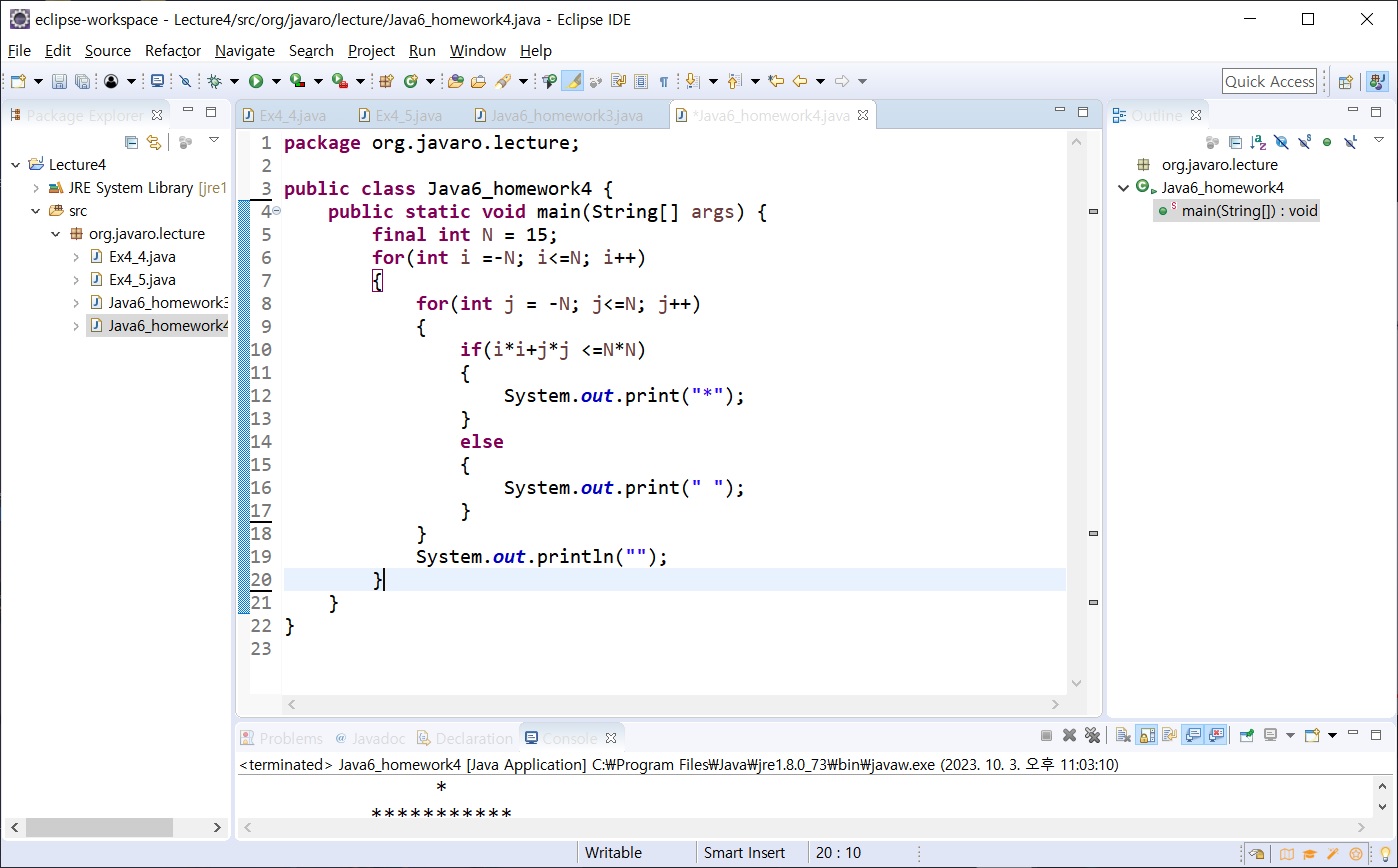 eclipse-workspace - Lecture4/src/org/javaro/lecture/Java6_homework4.java - Eclipse IDE
File Edit Source Refactor Navigate Search Project Run Window Help
Quick Access
Package Explorer
Lecture4
JRE System Library [jre1
src
org.javaro.lecture
Ex4_4.java
Ex4_5.java
Java6_homework3
Java6_homework4
Ex4_4.java Ex4_5.java Java6_homework3.java *Java6_homework4.java
1 package org.javaro.lecture;
2
3 public class Java6_homework4 {
4 public static void main(String[] args) {
5 final int N = 15;
6 for(int i =-N; i<=N; i++)
7 {
8 for(int j = -N; j<=N; j++)
9 {
10 if(i*i+j*j <=N*N)
11 {
12 System.out.print("*");
13 }
14 else
15 {
16 System.out.print(" ");
17 }
18 }
19 System.out.println("");
20 }
21 }
22 }
23
Outline
org.javaro.lecture
Java6_homework4
main(String[]) : void
Problems Javadoc Declaration Console
<terminated> Java6_homework4 [Java Application] C:₩Program Files₩Java₩jre1.8.0_73₩bin₩javaw.exe (2023. 10. 3. 오후 11:03:10)
*
***********
Writable Smart Insert 20 : 10